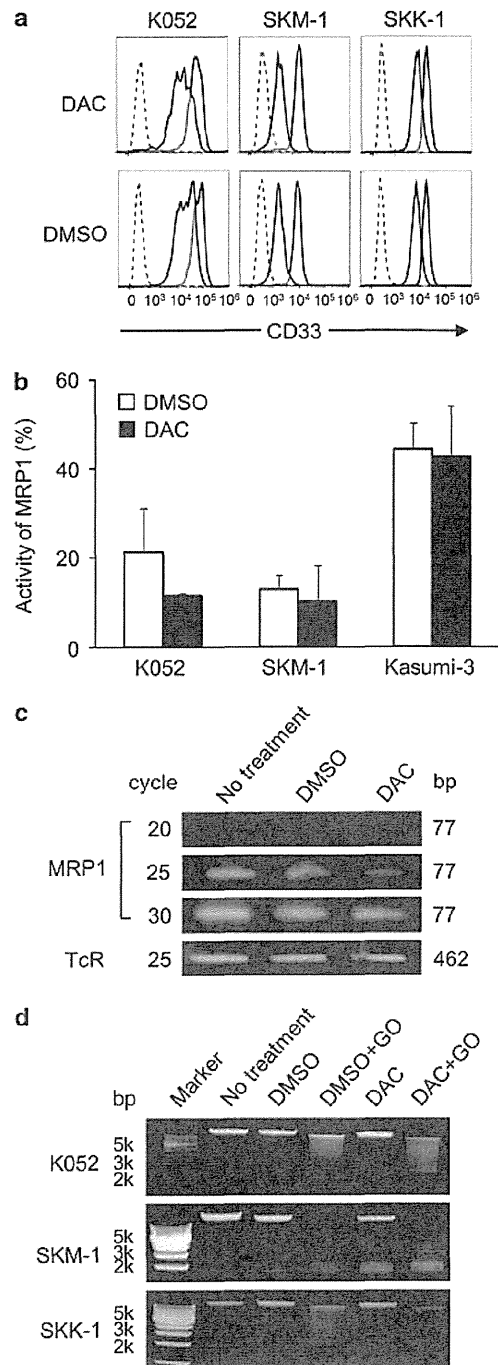 a
K052 SKM-1 SKK-1
DAC
DMSO
0 10³ 10⁴ 10⁵ 10⁶ 0 10³ 10⁴ 10⁵ 10⁶ 0 10³ 10⁴ 10⁵ 10⁶
CD33
b
60
DMSO
DAC
40
Activity of MRP1 (%)
20
0
K052 SKM-1 Kasumi-3
c
cycle No treatment DMSO DAC bp
20 77
MRP1 25 77
30 77
TcR 25 462
d
bp Marker No treatment DMSO DMSO+GO DAC DAC+GO
5k
K052 3k
2k
5k
SKM-1 3k
2k
5k
SKK-1 3k
2k